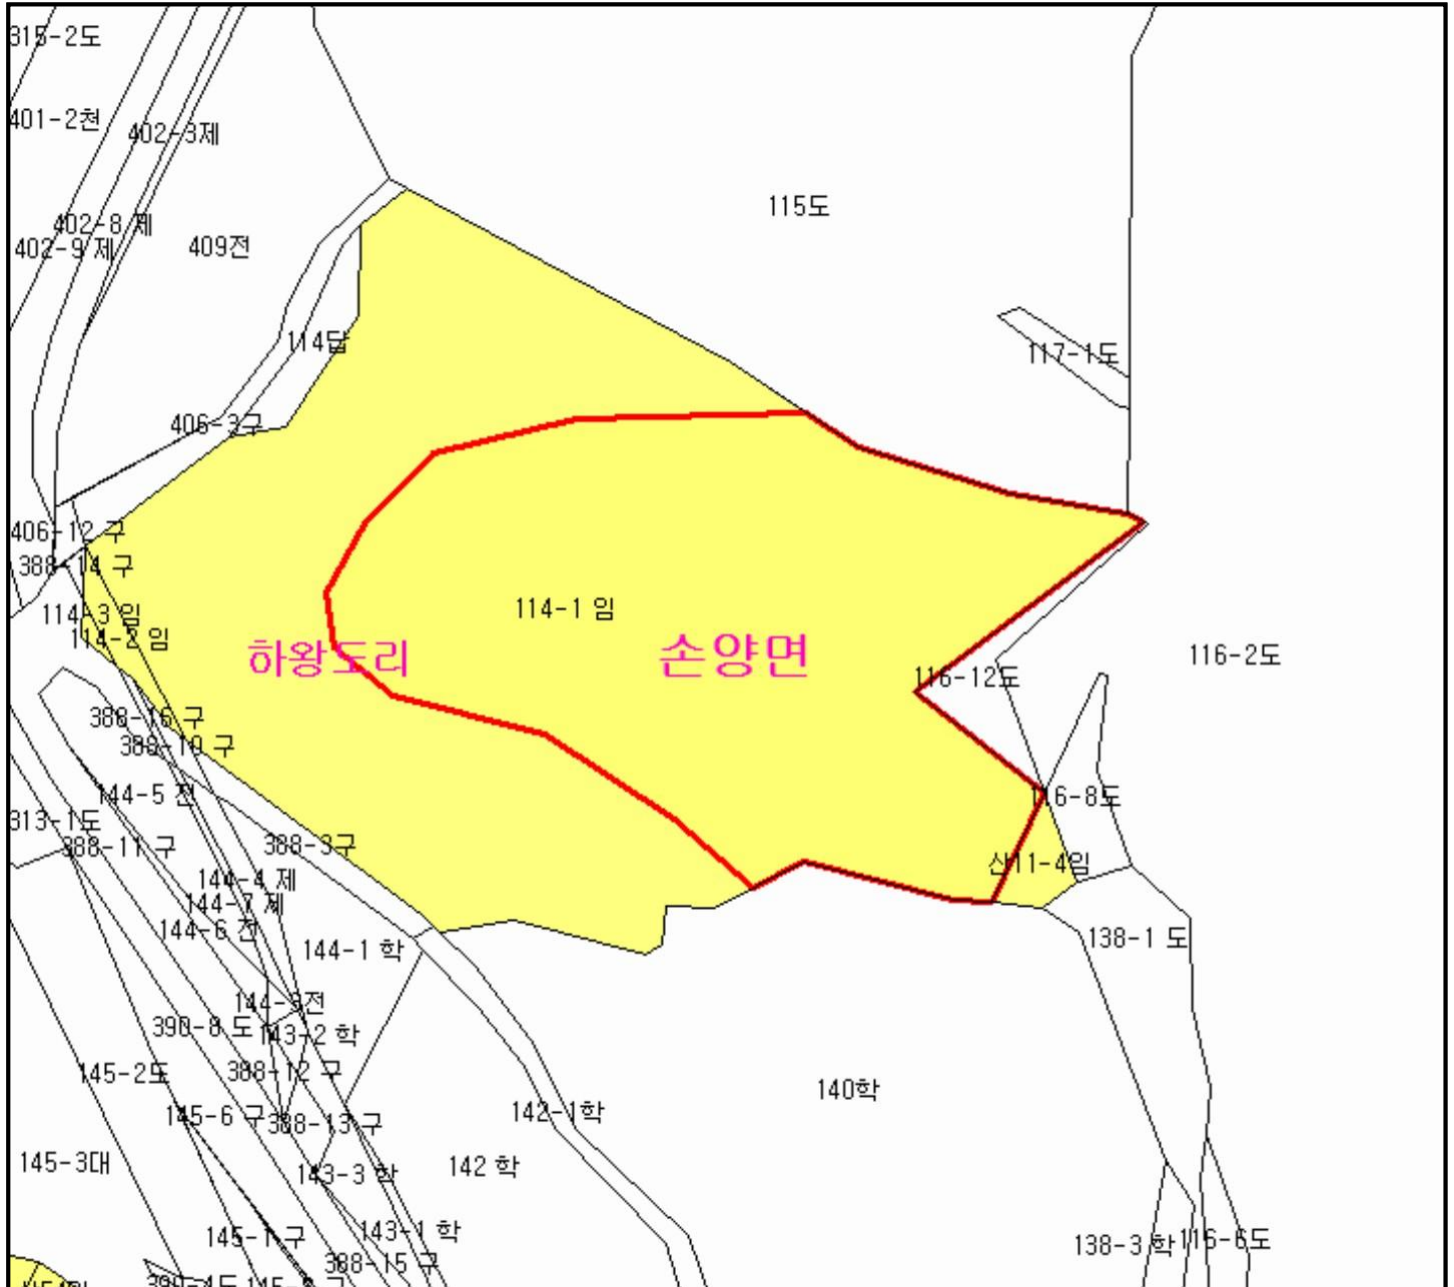 315-2도
401-2천
402-3제
115도
402-8 제
402-9 제
409전
114답
117-1도
406-3구
406-12 구
388-14 구
114-3 임
114-1 임
114-2 임
하왕도리
손양면
116-2도
116-12도
388-16 구
388-10 구
144-5 전
116-8도
313-1도
388-11 구
388-3구
산11-4임
144-4 제
144-7 제
144-6 전
144-1 학
138-1 도
144-3전
390-8 도
143-2 학
145-2도
388-12 구
140학
145-6 구
388-13 구
142-1학
145-3대
142 학
143-3 학
145-1 구
143-1 학
138-3 학
116-6도
388-15 구